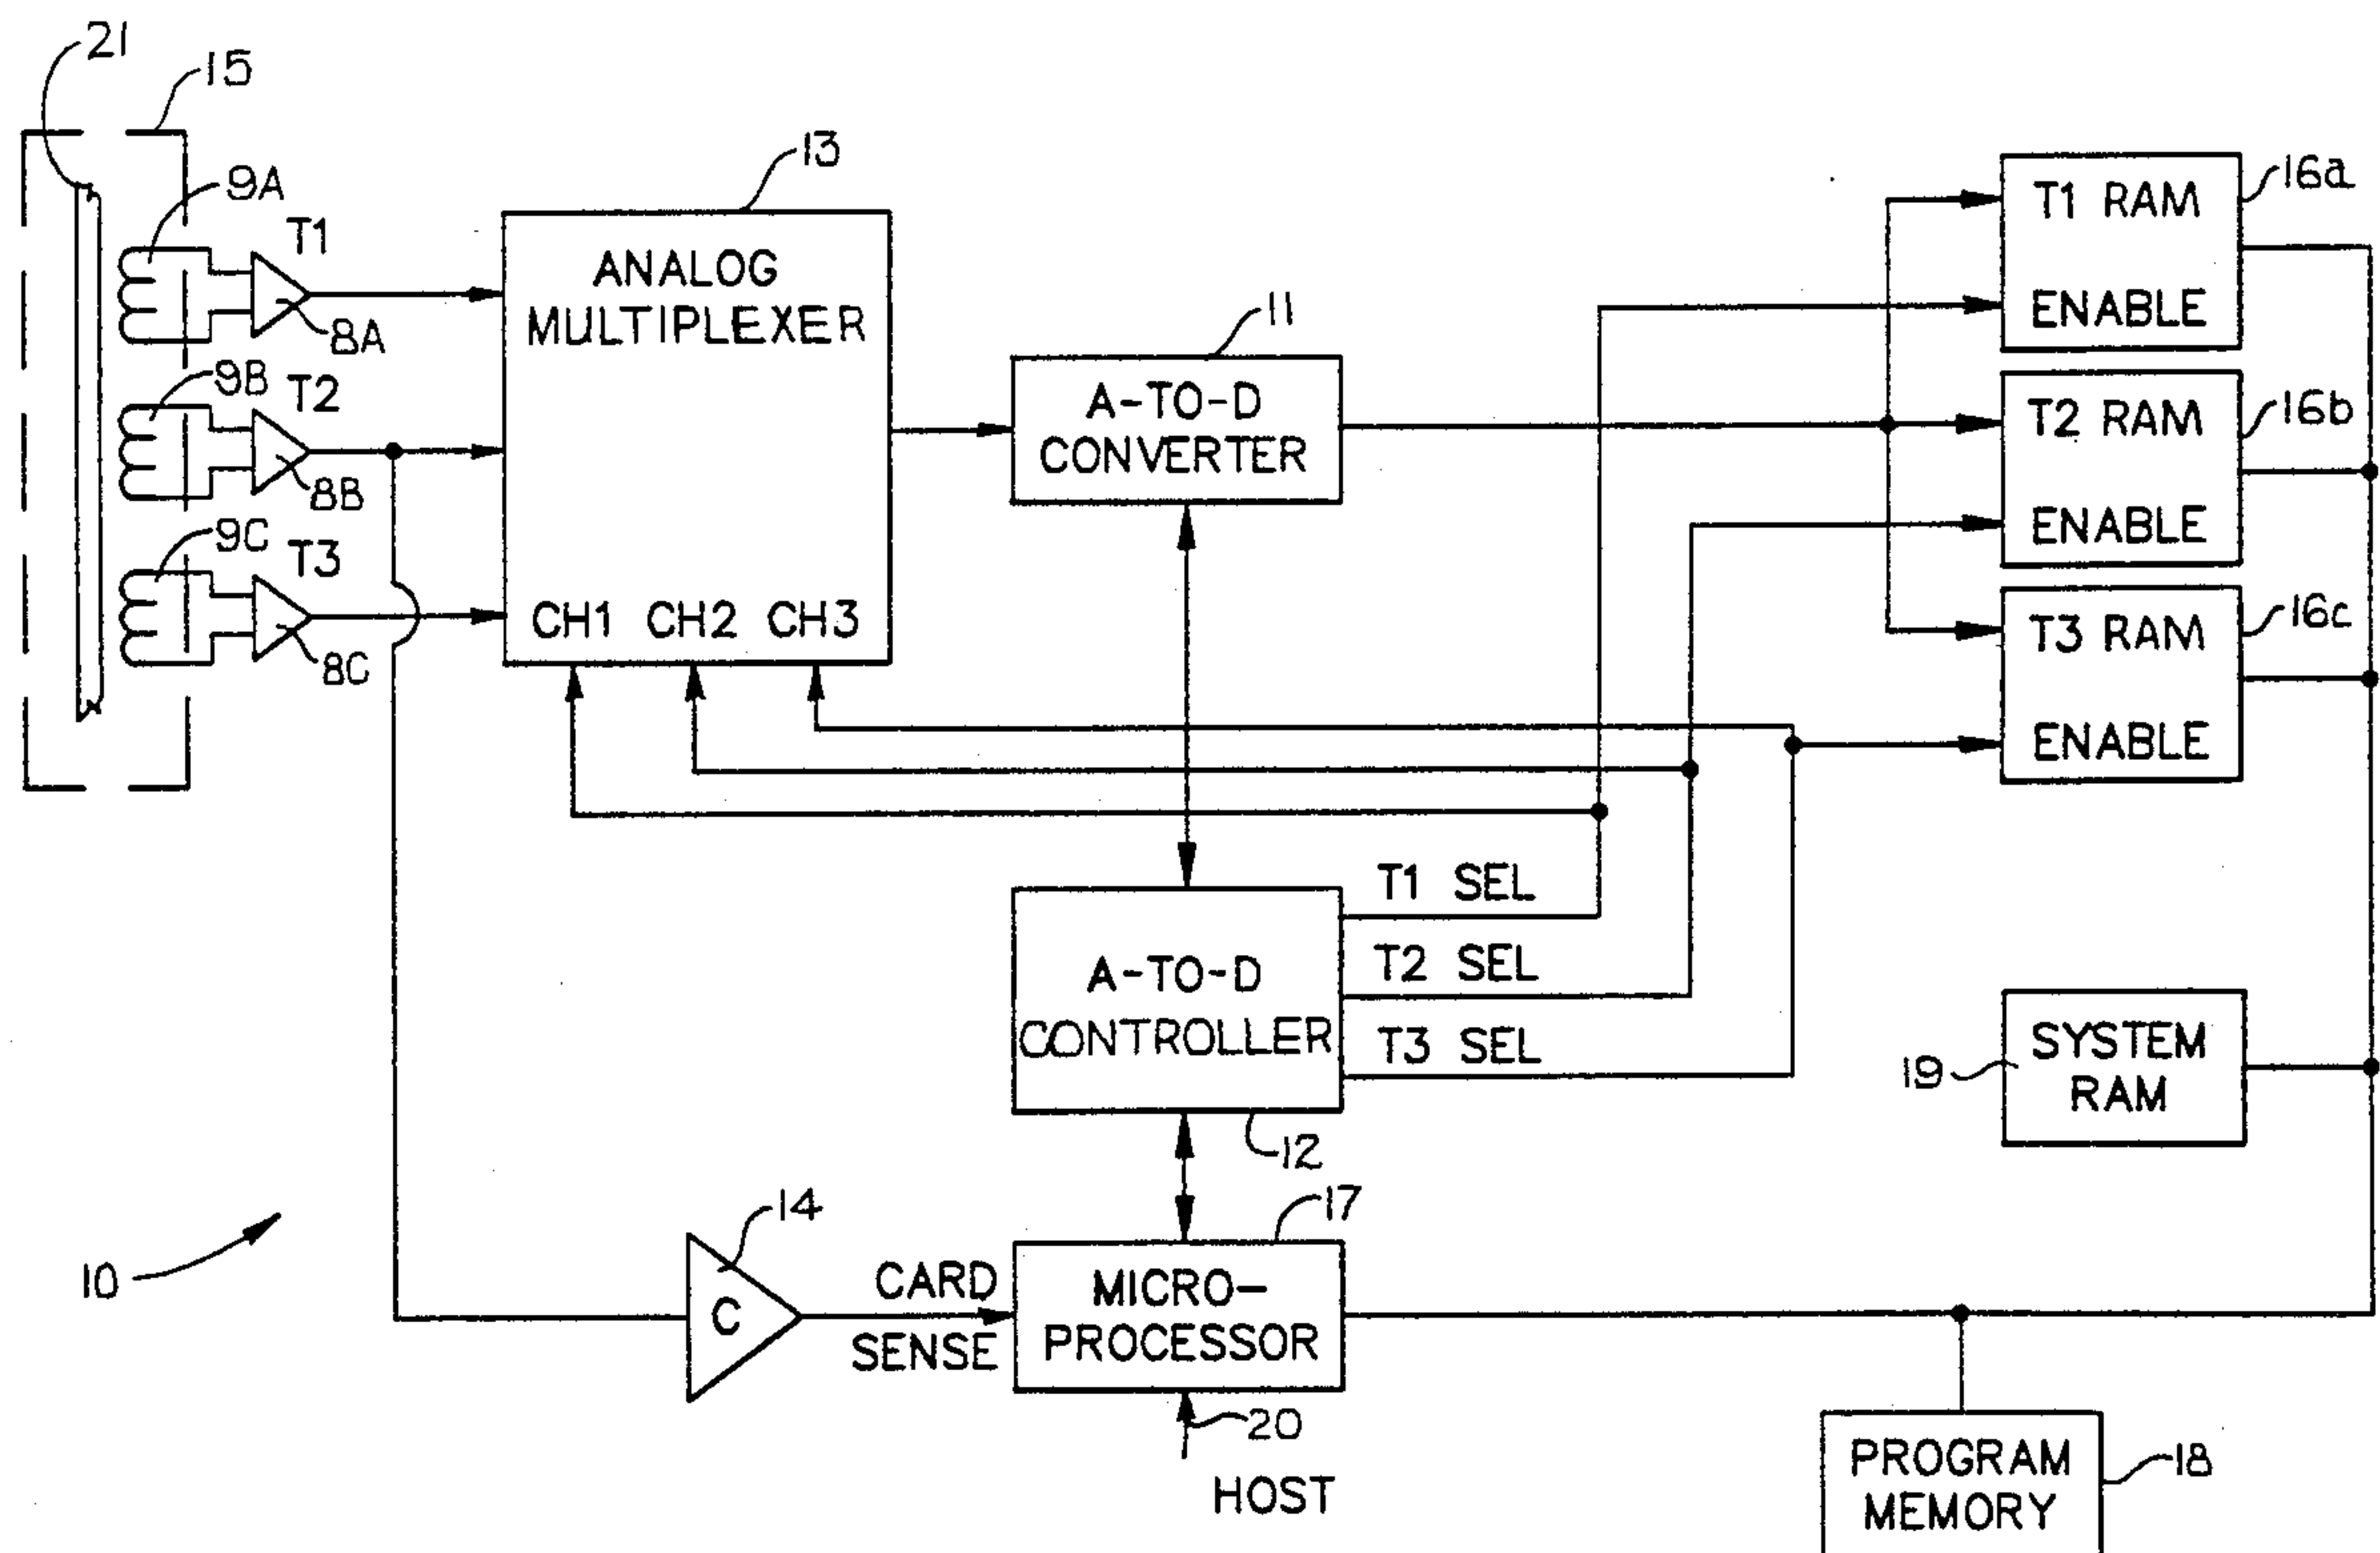 21
15
13
9A
T1
8A
ANALOG
MULTIPLEXER
11
T1 RAM
16a
ENABLE
9B
T2
8B
A-TO-D
CONVERTER
T2 RAM
16b
ENABLE
9C
T3
8C
CH1 CH2 CH3
T3 RAM
16c
ENABLE
T1 SEL
T2 SEL
T3 SEL
A-TO-D
CONTROLLER
12
SYSTEM
RAM
19
10
14
C
CARD
SENSE
17
MICRO-
PROCESSOR
20
HOST
PROGRAM
MEMORY
18